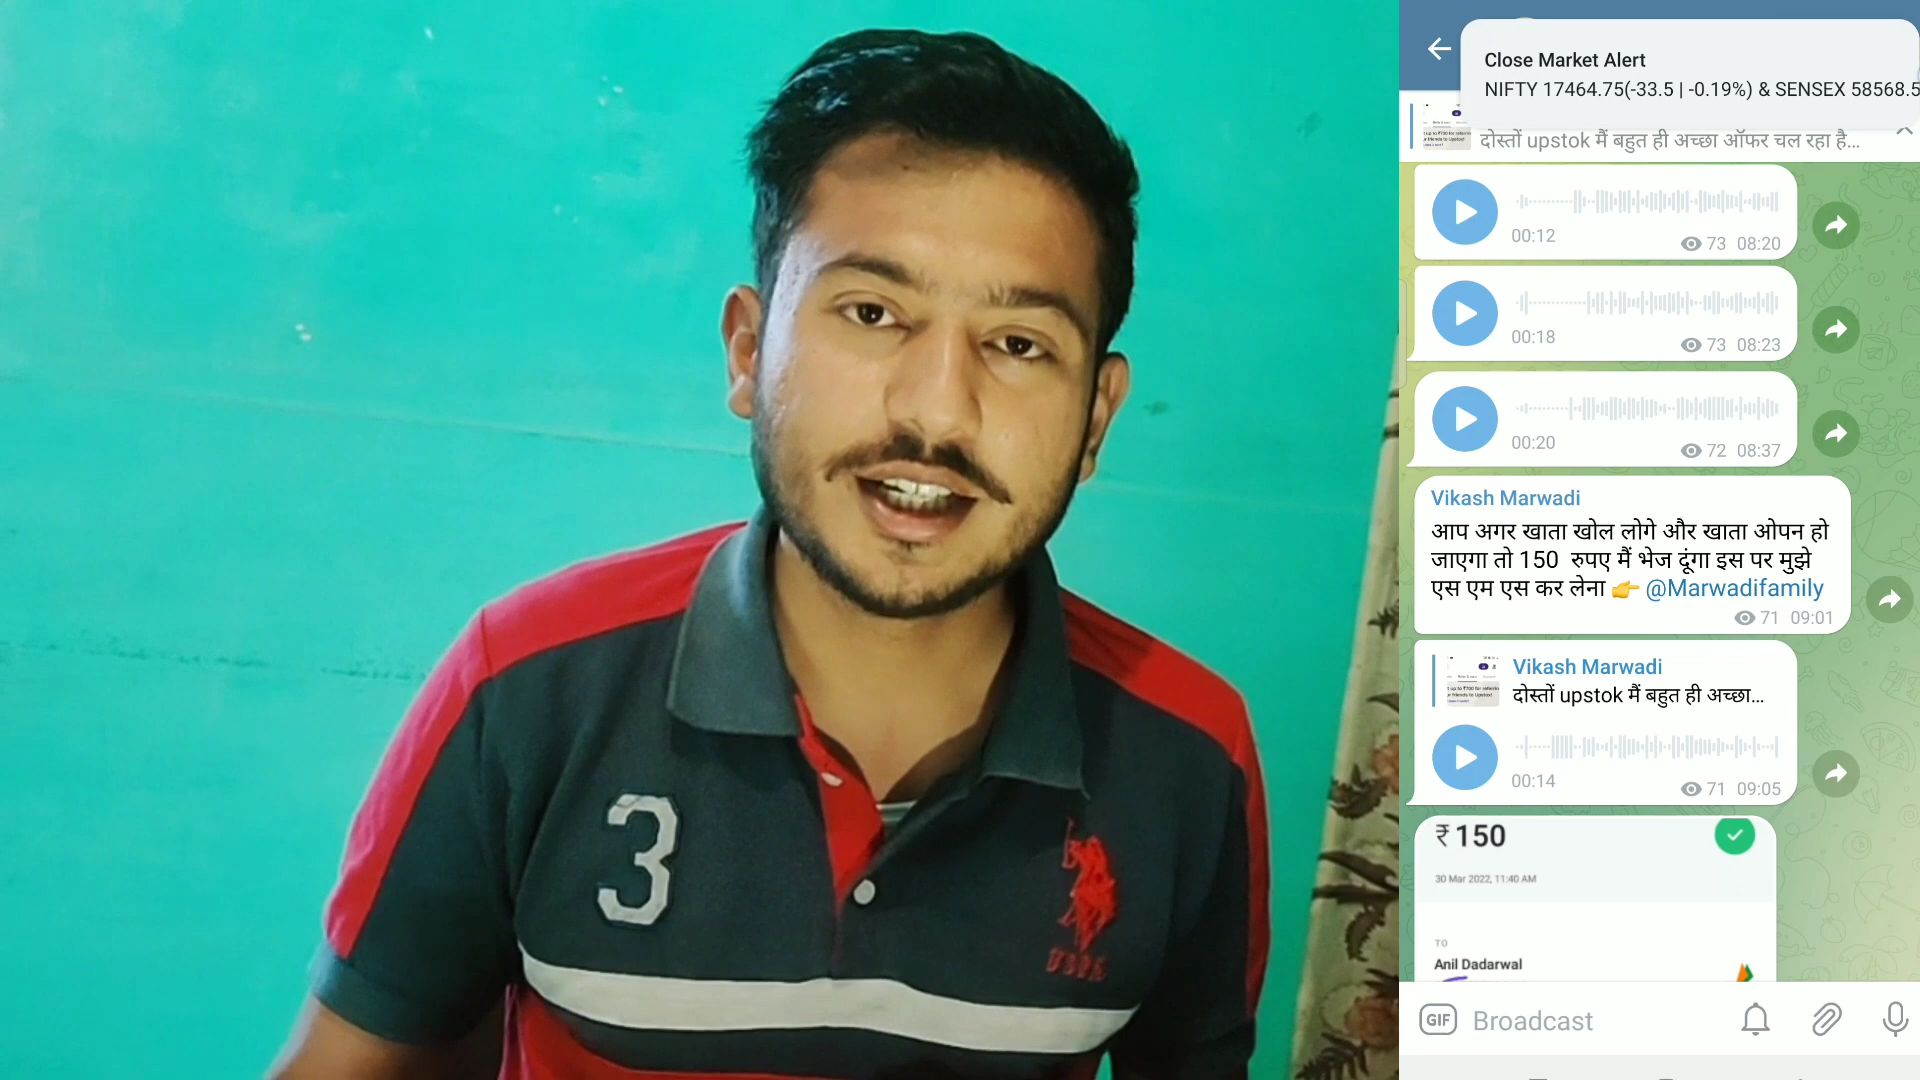 Close Market Alert
NIFTY 17464.75(-33.5 | -0.19%) & SENSEX 58568.5
दोस्तों upstok मैं बहुत ही अच्छा ऑफर चल रहा है...
00:12
73 08:20
00:18
73 08:23
00:20
72 08:37
Vikash Marwadi
आप अगर खाता खोल लोगे और खाता ओपन हो
जाएगा तो 150 रुपए मैं भेज दूंगा इस पर मुझे
एस एम एस कर लेना 👉 @Marwadifamily
71 09:01
Vikash Marwadi
दोस्तों upstok मैं बहुत ही अच्छा...
00:14
71 09:05
₹150
30 Mar 2022, 11:40 AM
TO
Anil Dadarwal
GIF Broadcast
3
USPA